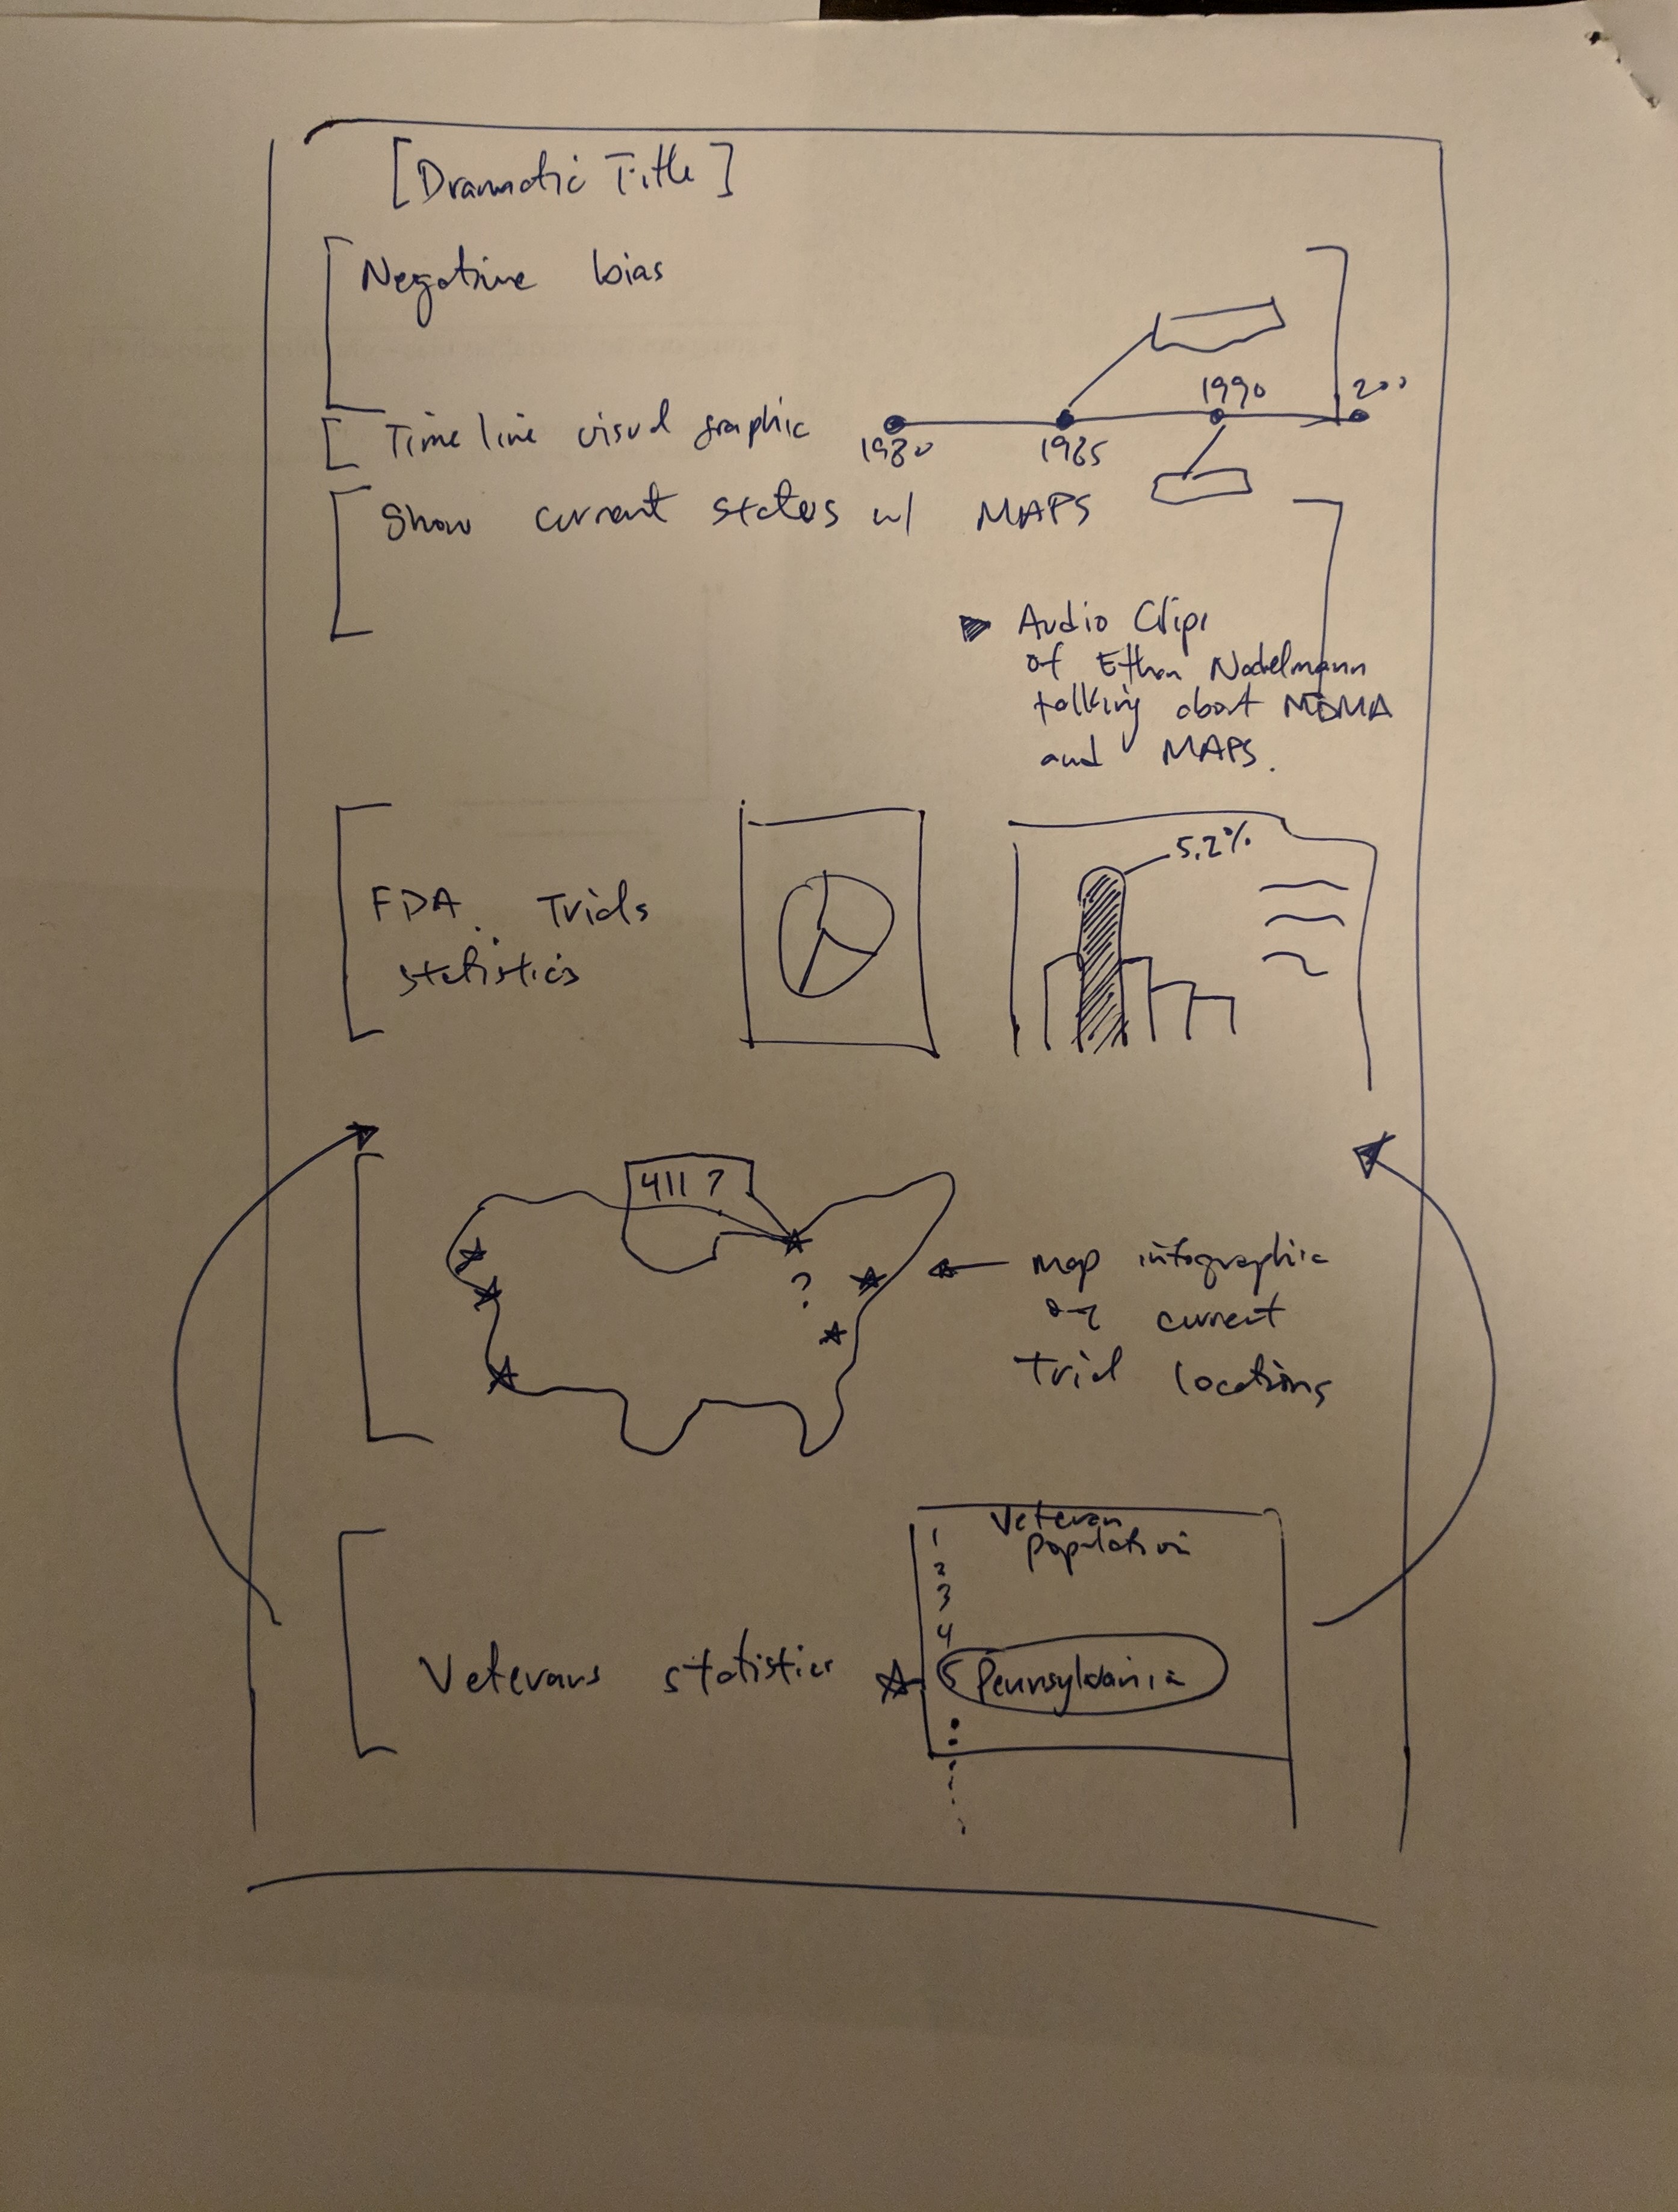 [Dramatic Title]
Negative bias
Timeline visual graphic
1980
1985
1990
200
Show current status w/ MAPS
Audio Clip
of Ethan Nadelmann
talking about MDMA
and MAPS.
FDA Trials
statistics
5.2%
411?
?
map infographic
of current
trial locations
Veteran
Population
1
2
3
4
5 Pennsylvania
Veterans statistics